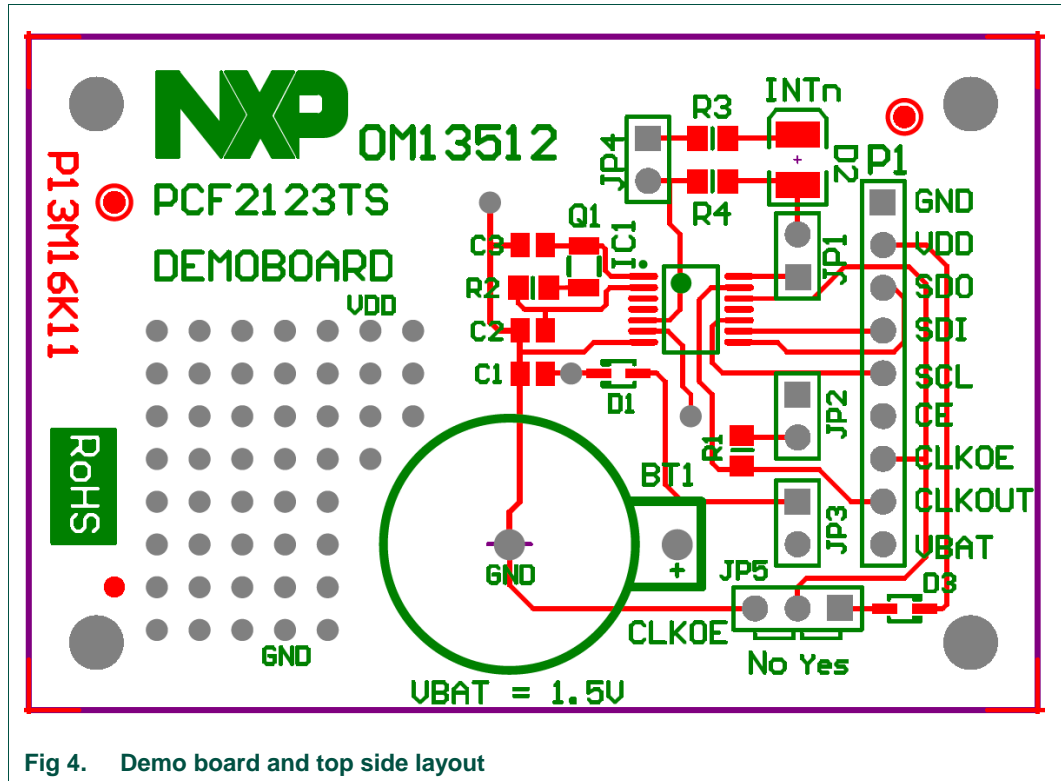 NXP
OM13512
PCF2123TS
DEMOBOARD
P13M16K11
RoHS
VDD
GND
INTn
R3
R4
JP4
D2
P1
Q1
IC1
C3
R2
C2
C1
D1
JP1
JP2
R1
BT1
JP3
JP5
D3
GND
+
GND
VDD
SDO
SDI
SCL
CE
CLKOE
CLKOUT
VBAT
CLKOE
No Yes
VBAT = 1.5V
Fig 4. Demo board and top side layout